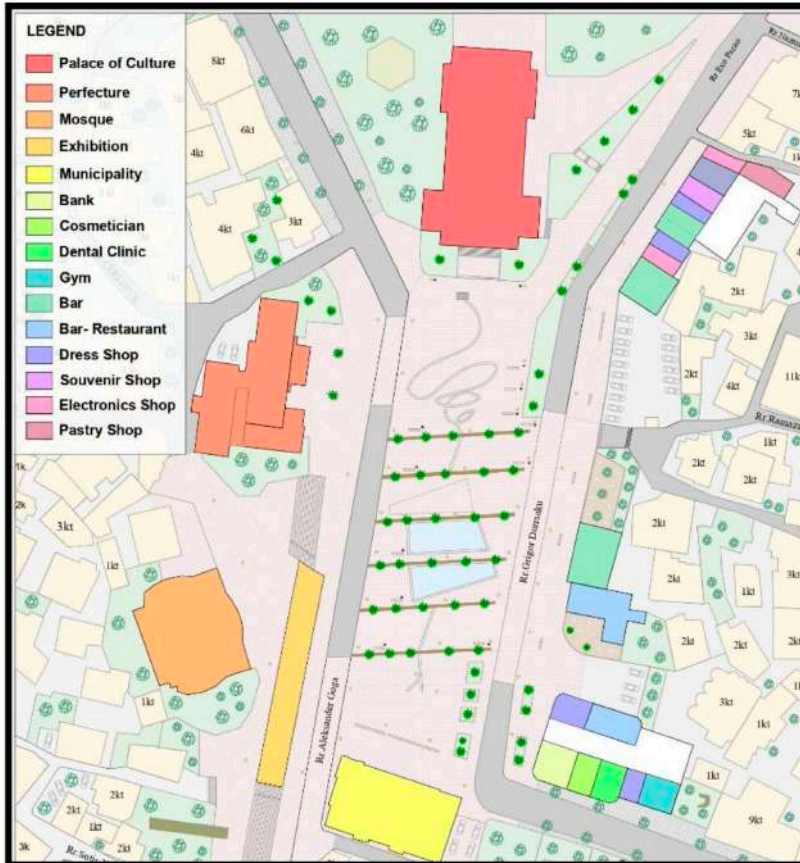 LEGEND
Palace of Culture
Perfecture
Mosque
Exhibition
Municipality
Bank
Cosmetician
Dental Clinic
Gym
Bar
Bar- Restaurant
Dress Shop
Souvenir Shop
Electronics Shop
Pastry Shop
8kt
6kt
4kt
4kt
3kt
5kt
2kt
3kt
2kt
4kt
11k
Rr.Ramaz
1kt
2kt
2kt
2kt
3kt
1kt
2kt
1kt
3kt
2kt
2kt
2kt
2kt
1kt
3kt
1kt
1kt
9kt
2kt
1kt
2kt
3k
Rr.Aleksander Goga